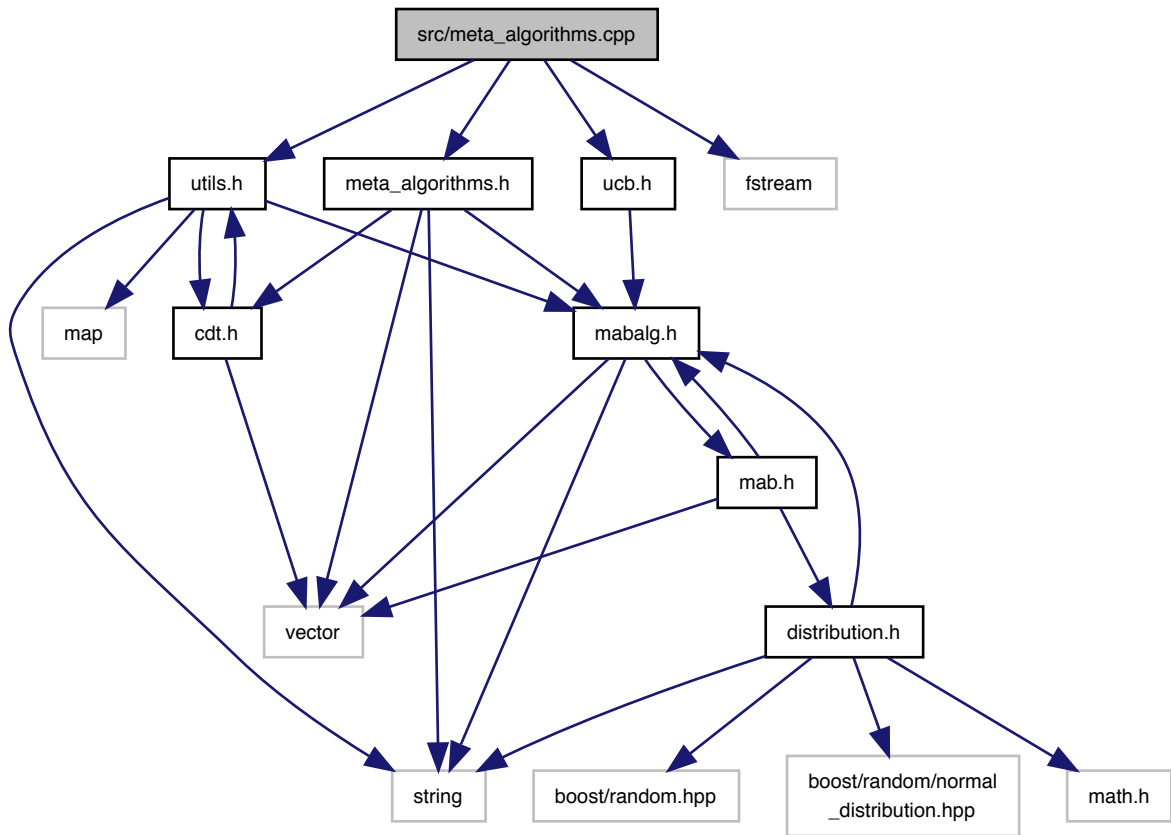 src/meta_algorithms.cpp
utils.h
meta_algorithms.h
ucb.h
fstream
map
cdt.h
mabalg.h
mab.h
vector
distribution.h
string
boost/random.hpp
boost/random/normal
_distribution.hpp
math.h